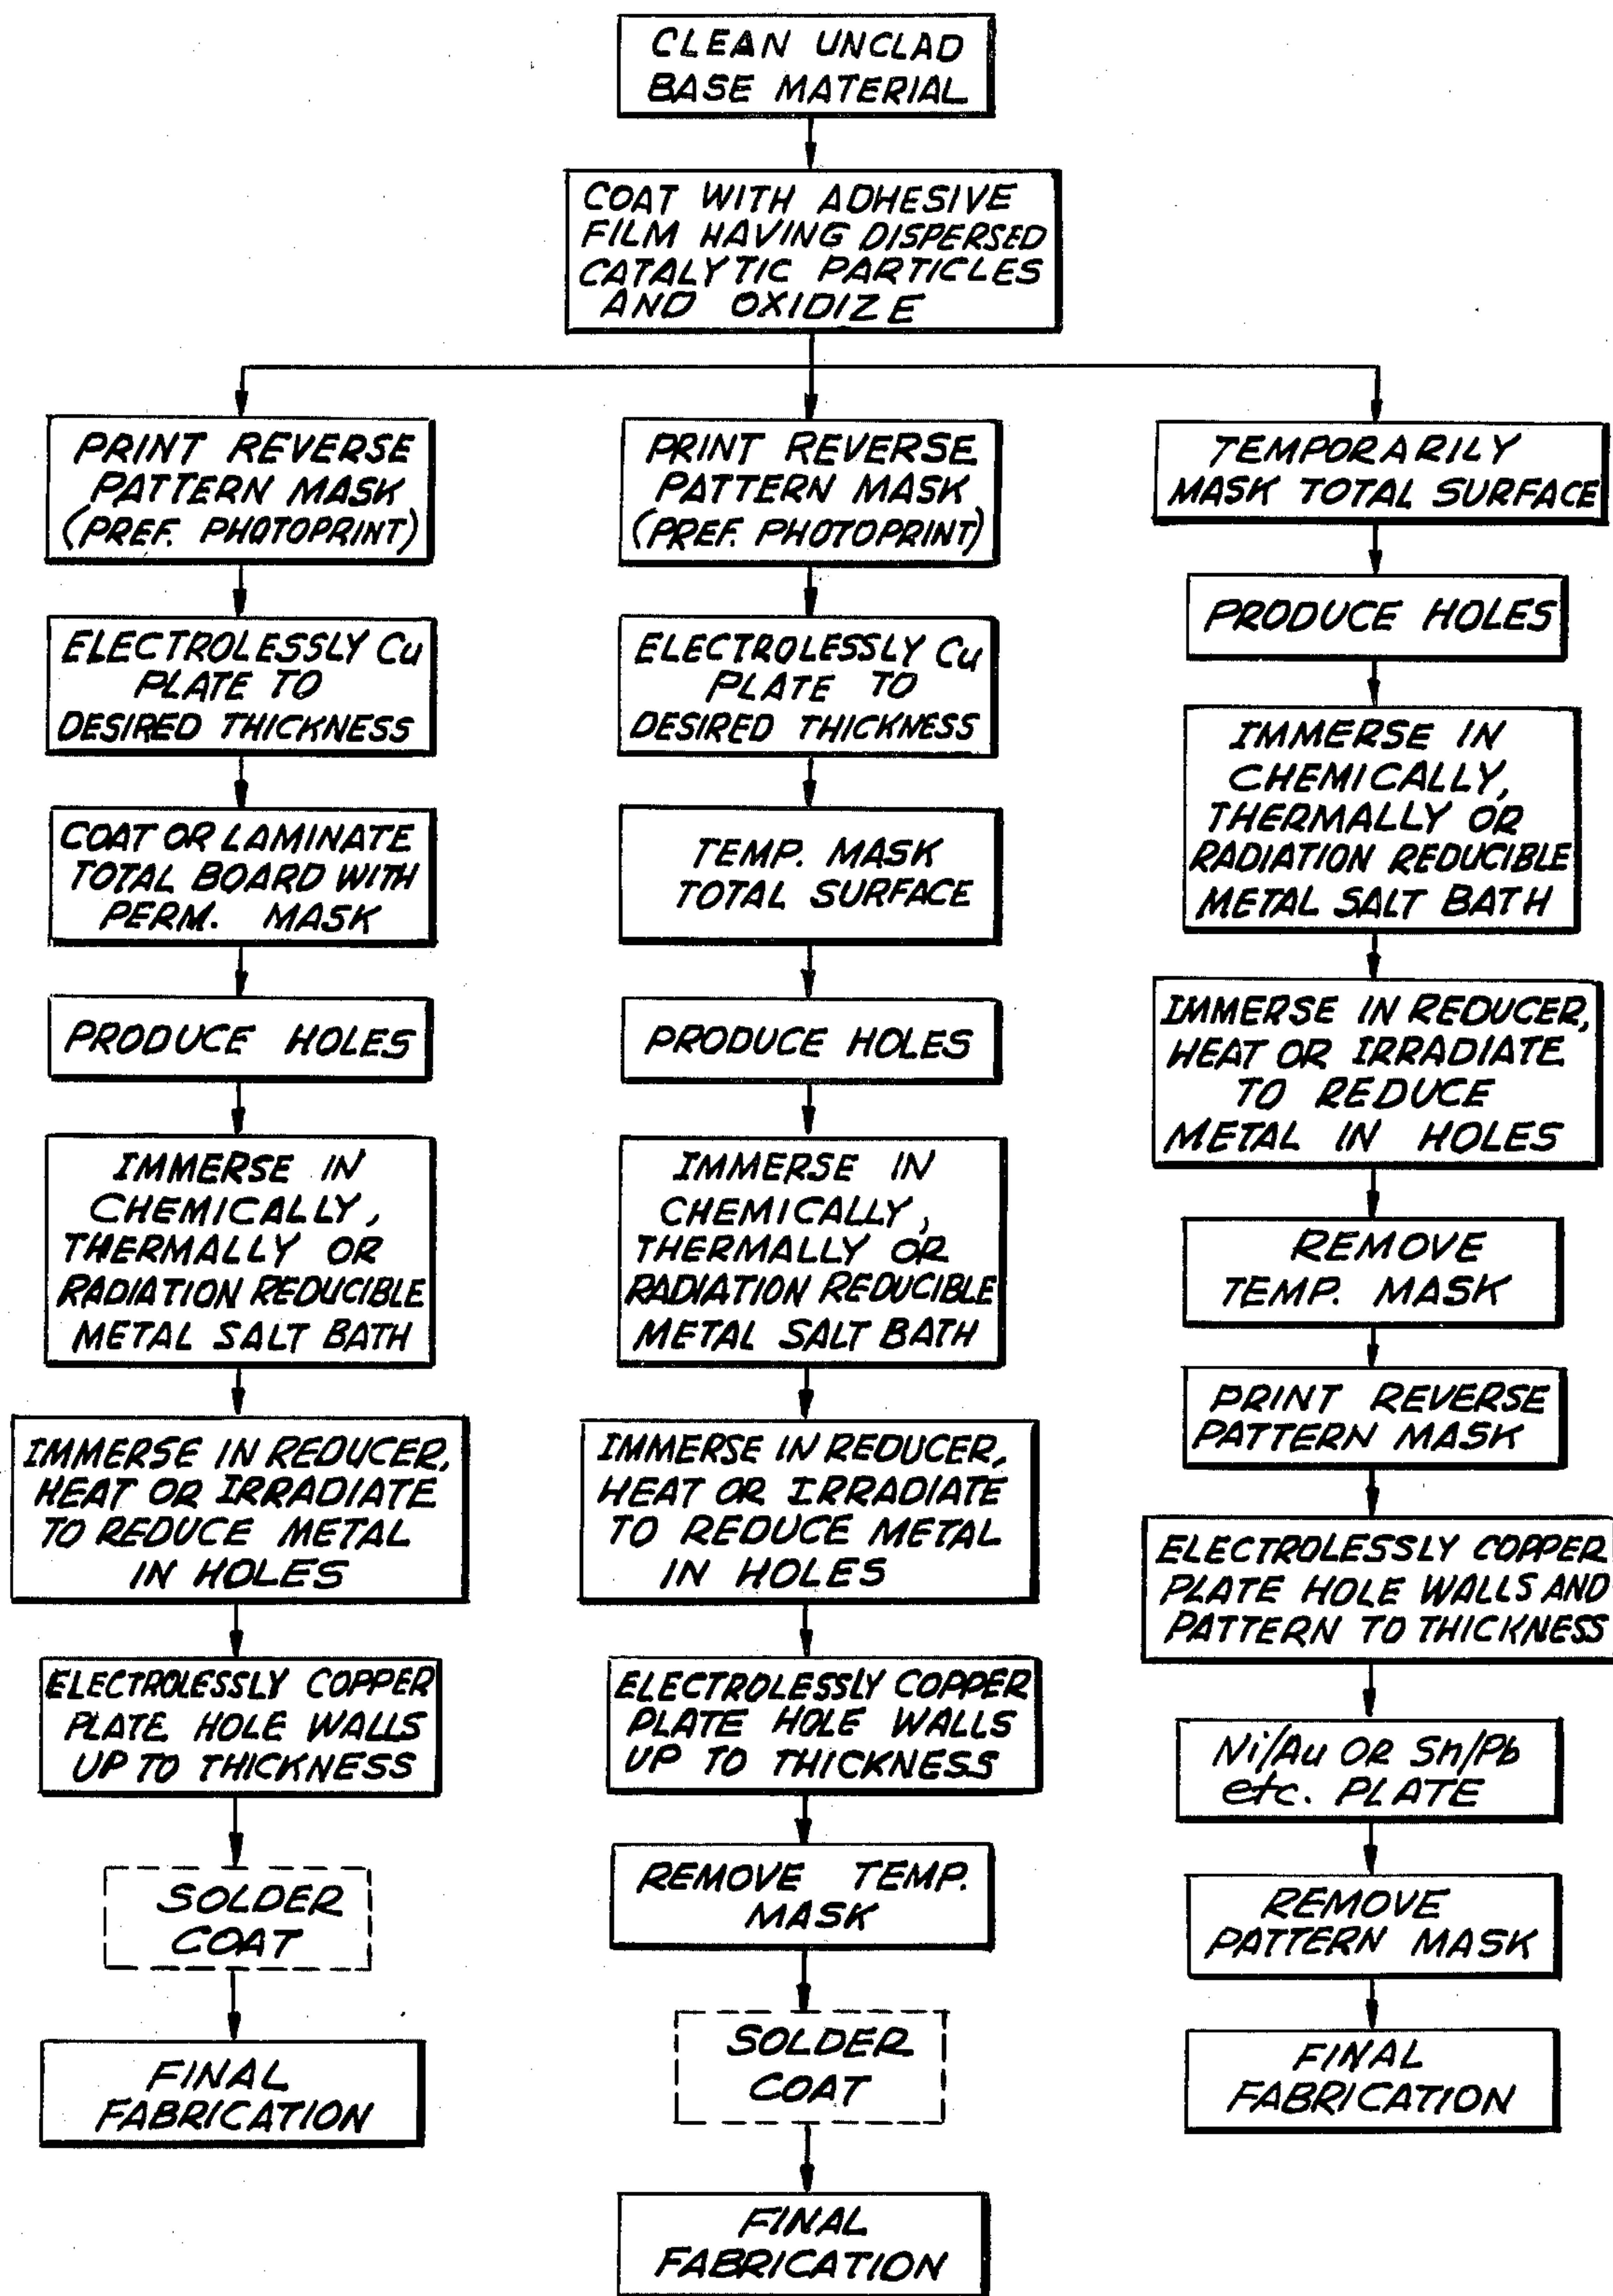 CLEAN UNCLAD
BASE MATERIAL
COAT WITH ADHESIVE
FILM HAVING DISPERSED
CATALYTIC PARTICLES
AND OXIDIZE
PRINT REVERSE
PATTERN MASK
(PREF. PHOTOPRINT)
ELECTROLESSLY Cu
PLATE TO
DESIRED THICKNESS
COAT OR LAMINATE
TOTAL BOARD WITH
PERM. MASK
PRODUCE HOLES
IMMERSE IN
CHEMICALLY,
THERMALLY OR
RADIATION REDUCIBLE
METAL SALT BATH
IMMERSE IN REDUCER,
HEAT OR IRRADIATE
TO REDUCE METAL
IN HOLES
ELECTROLESSLY COPPER
PLATE HOLE WALLS
UP TO THICKNESS
SOLDER
COAT
FINAL
FABRICATION
PRINT REVERSE
PATTERN MASK
(PREF. PHOTOPRINT)
ELECTROLESSLY Cu
PLATE TO
DESIRED THICKNESS
TEMP. MASK
TOTAL SURFACE
PRODUCE HOLES
IMMERSE IN
CHEMICALLY,
THERMALLY OR
RADIATION REDUCIBLE
METAL SALT BATH
IMMERSE IN REDUCER,
HEAT OR IRRADIATE
TO REDUCE METAL
IN HOLES
ELECTROLESSLY COPPER
PLATE HOLE WALLS
UP TO THICKNESS
REMOVE TEMP.
MASK
SOLDER
COAT
FINAL
FABRICATION
TEMPORARILY
MASK TOTAL SURFACE
PRODUCE HOLES
IMMERSE IN
CHEMICALLY,
THERMALLY OR
RADIATION REDUCIBLE
METAL SALT BATH
IMMERSE IN REDUCER,
HEAT OR IRRADIATE
TO REDUCE
METAL IN HOLES
REMOVE
TEMP. MASK
PRINT REVERSE
PATTERN MASK
ELECTROLESSLY COPPER
PLATE HOLE WALLS AND
PATTERN TO THICKNESS
Ni/Au OR Sn/Pb
etc. PLATE
REMOVE
PATTERN MASK
FINAL
FABRICATION